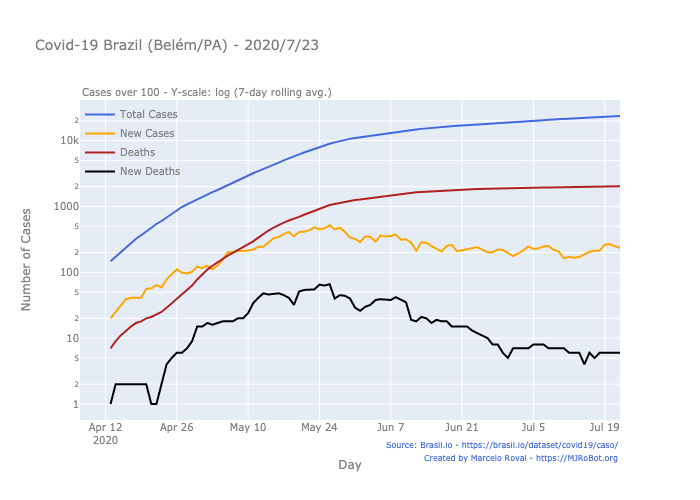 Covid-19 Brazil (Belém/PA) - 2020/7/23
Cases over 100 - Y-scale: log (7-day rolling avg.)
Total Cases
New Cases
Deaths
New Deaths
2
10k
5
2
1000
5
2
100
5
2
10
5
2
1
Number of Cases
Apr 12
2020
Apr 26
May 10
May 24
Jun 7
Jun 21
Jul 5
Jul 19
Day
Source: Brasil.io - https://brasil.io/dataset/covid19/caso/
Created by Marcelo Rovai - https://MJRoBot.org